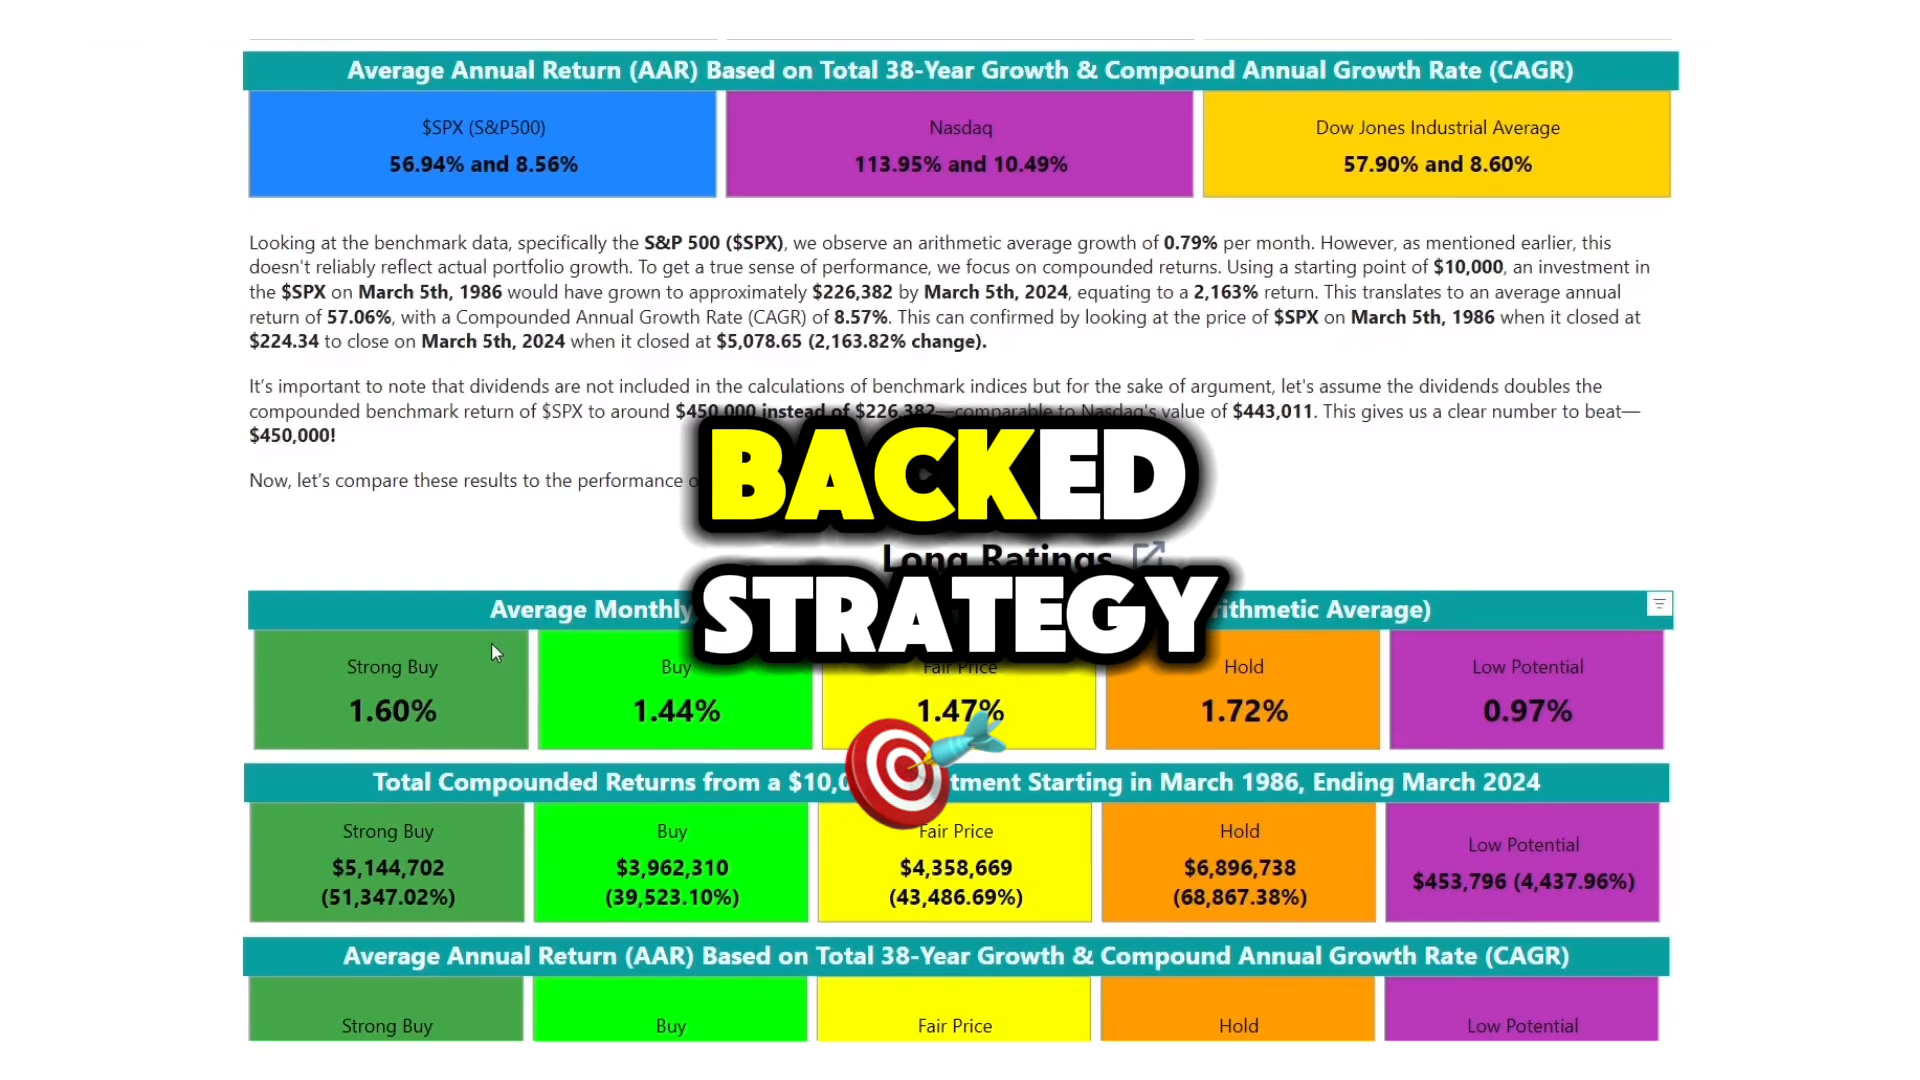 Average Annual Return (AAR) Based on Total 38-Year Growth & Compound Annual Growth Rate (CAGR)
$SPX (S&P500)
56.94% and 8.56%
Nasdaq
113.95% and 10.49%
Dow Jones Industrial Average
57.90% and 8.60%
Looking at the benchmark data, specifically the S&P 500 ($SPX), we observe an arithmetic average growth of 0.79% per month. However, as mentioned earlier, this
doesn't reliably reflect actual portfolio growth. To get a true sense of performance, we focus on compounded returns. Using a starting point of $10,000, an investment in
the $SPX on March 5th, 1986 would have grown to approximately $226,382 by March 5th, 2024, equating to a 2,163% return. This translates to an average annual
return of 57.06%, with a Compounded Annual Growth Rate (CAGR) of 8.57%. This can confirmed by looking at the price of $SPX on March 5th, 1986 when it closed at
$224.34 to close on March 5th, 2024 when it closed at $5,078.65 (2,163.82% change).
It's important to note that dividends are not included in the calculations of benchmark indices but for the sake of argument, let's assume the dividends doubles the
compounded benchmark return of $SPX to around $450,000 instead of $226,382—comparable to Nasdaq's value of $443,011. This gives us a clear number to beat—
$450,000!
Now, let's compare these results to the performance
BACKED
STRATEGY
Long Ratings
Average Monthly
Average)
Strong Buy
1.60%
Buy
1.44%
Fair Price
1.47%
Hold
1.72%
Low Potential
0.97%
Total Compounded Returns from a
Starting in March 1986, Ending March 2024
Strong Buy
$5,144,702
(51,347.02%)
Buy
$3,962,310
(39,523.10%)
Fair Price
$4,358,669
(43,486.69%)
Hold
$6,896,738
(68,867.38%)
Low Potential
$453,796 (4,437.96%)
Average Annual Return (AAR) Based on Total 38-Year Growth & Compound Annual Growth Rate (CAGR)
Strong Buy
Buy
Fair Price
Hold
Low Potential